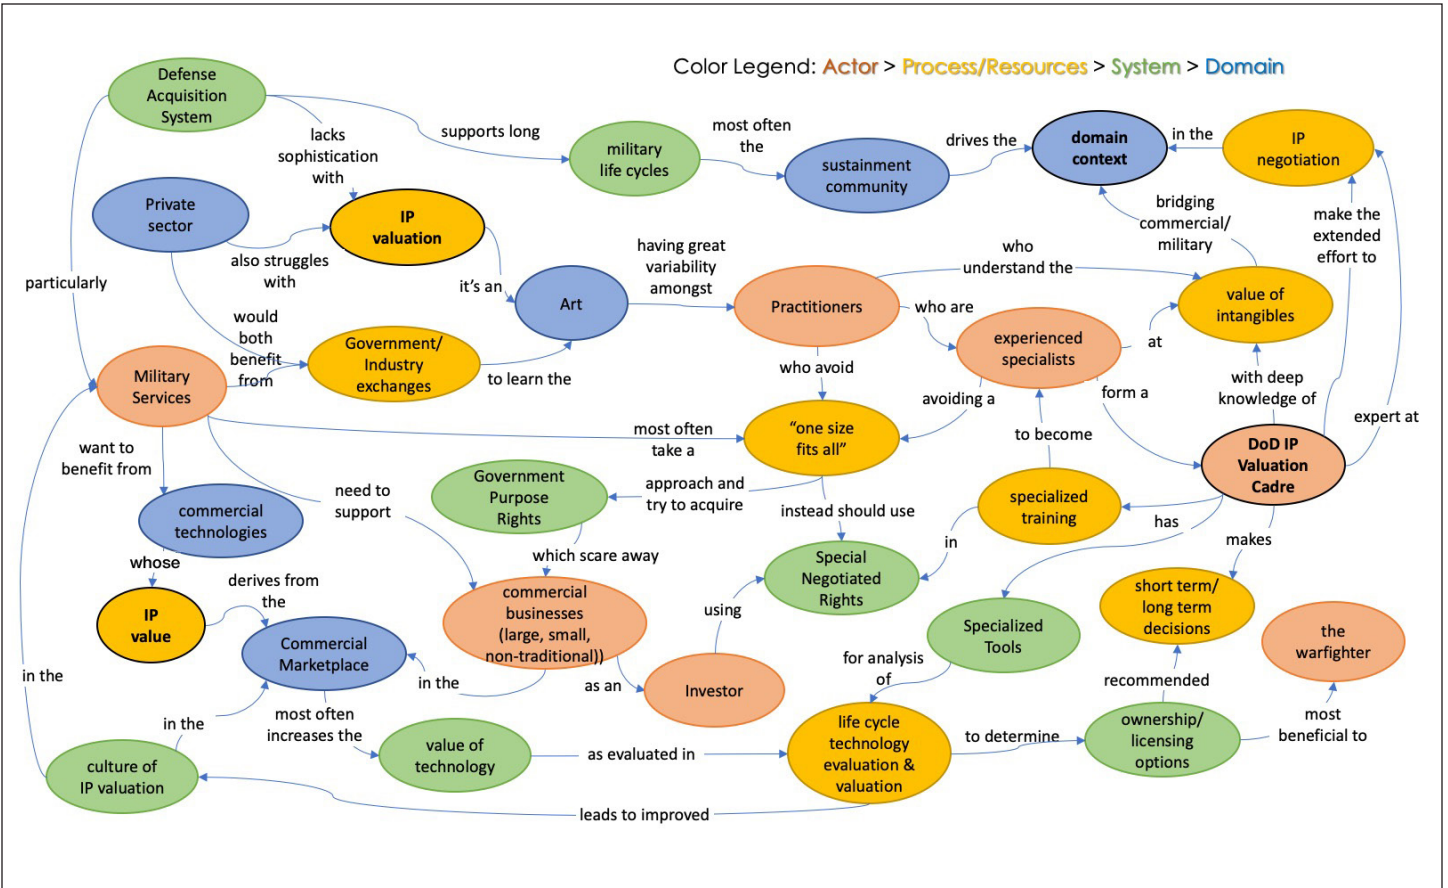 Color Legend: Actor > Process/Resources > System > Domain
Defense
Acquisition
System
lacks
sophistication
with
supports long
military
life cycles
most often
the
sustainment
community
drives the
domain
context
in the
IP
negotiation
Private
sector
also struggles
with
IP
valuation
it's an
Art
having great
variability
amongst
Practitioners
who
understand the
bridging
commercial/
military
value of
intangibles
make the
extended
effort to
particularly
would
both
benefit
from
Government/
Industry
exchanges
to learn the
who are
experienced
specialists
at
who avoid
avoiding a
form a
with deep
knowledge of
expert at
Military
Services
want to
benefit from
most often
take a
"one size
fits all"
to become
DoD IP
Valuation
Cadre
commercial
technologies
need to
support
Government
Purpose
Rights
approach and
try to acquire
instead should use
specialized
training
has
makes
in
whose
which scare away
Special
Negotiated
Rights
IP
value
derives from
the
commercial
businesses
(large, small,
non-traditional))
using
Specialized
Tools
short term/
long term
decisions
the
warfighter
Commercial
Marketplace
in the
as an
Investor
for analysis
of
recommended
in the
in the
most often
increases the
value of
technology
as evaluated in
life cycle
technology
evaluation &
valuation
to determine
ownership/
licensing
options
most
beneficial to
culture of
IP valuation
leads to improved